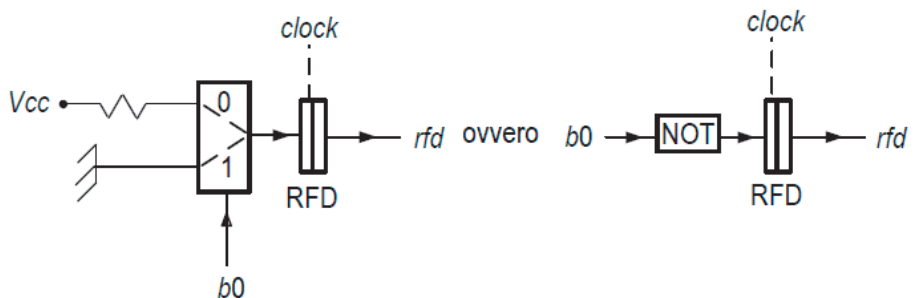 clock
Vcc
0
1
RFD
rfd
b0
ovvero
clock
b0
NOT
RFD
rfd